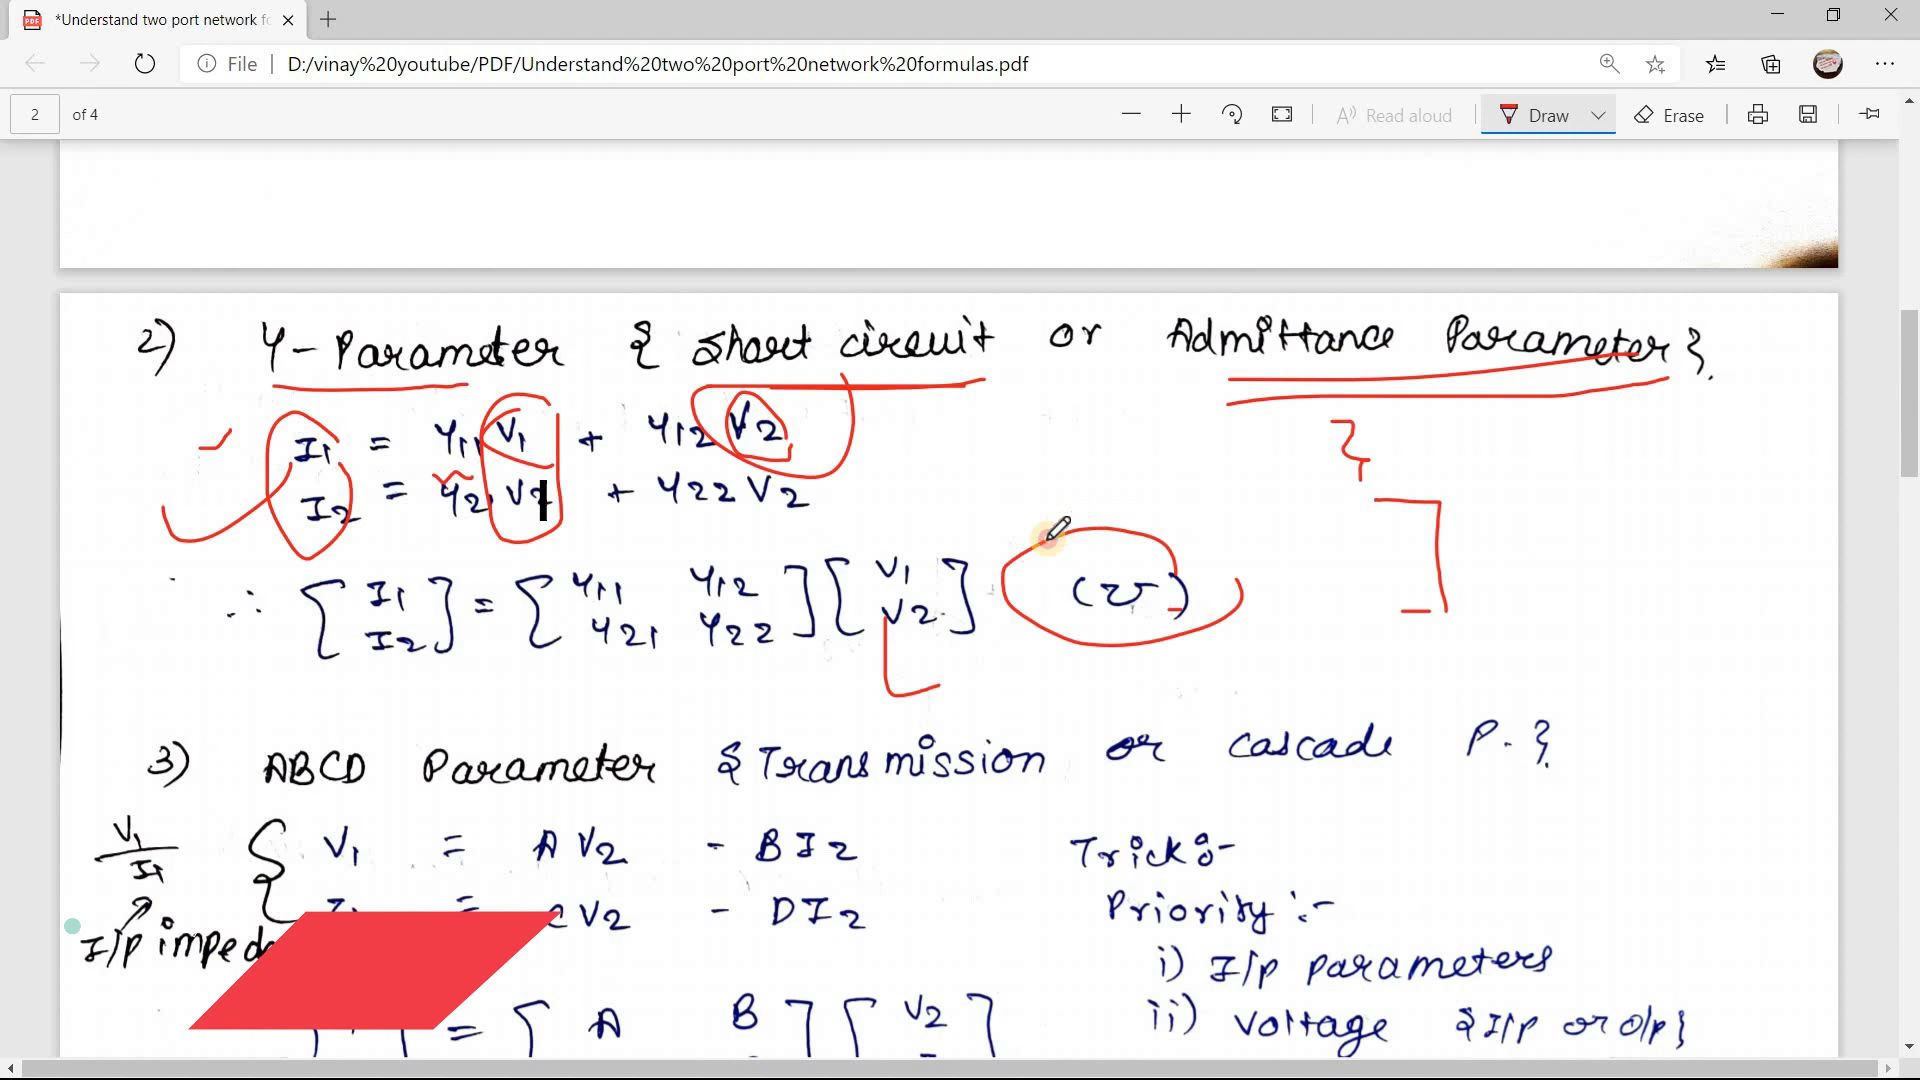 *Understand two port network fo
File
D:/vinay%20youtube/PDF/Understand%20two%20port%20network%20formulas.pdf
2 of 4
Read aloud
Draw
Erase
2) Y-Parameter { Short circuit or Admittance Parameter }.
I1 = Y11 V1 + Y12 V2
I2 = Y21 V1 + Y22 V2
∴ [ I1 ] = [ Y11 Y12 ] [ V1 ] (℧)
[ I2 ] [ Y21 Y22 ] [ V2 ]
3) ABCD Parameter { Transmission or cascade P. }
V1 / I1
V1 = A V2 - B I2
= C V2 - D I2
I/p imped
Trick :-
Priority :-
i) I/p parameters
ii) Voltage { I/p or o/p }
= [ A B ] [ V2 ]